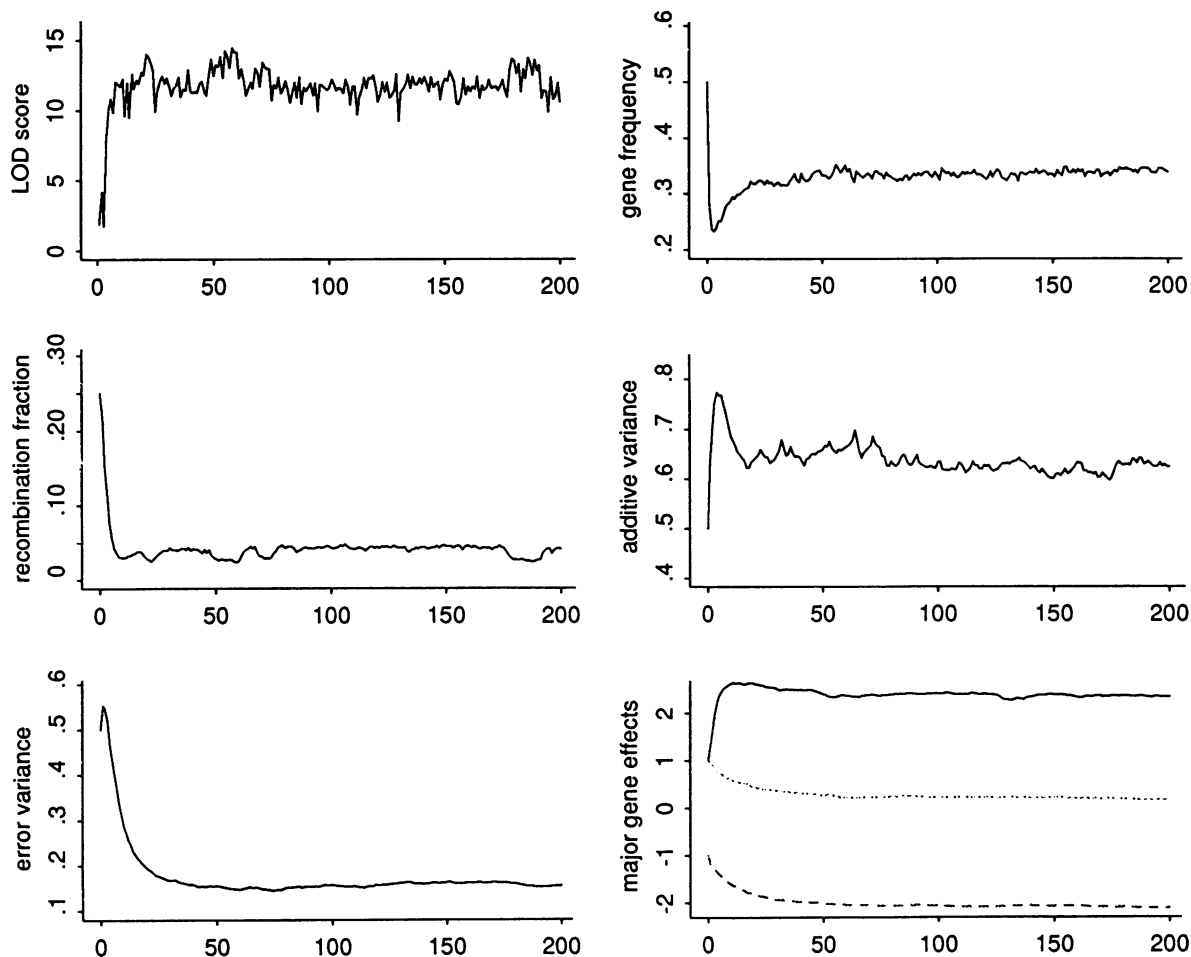 LOD score
15
10
5
0
0 50 100 150 200
gene frequency
.6
.5
.4
.3
.2
0 50 100 150 200
recombination fraction
.30
.20
.10
0
0 50 100 150 200
additive variance
.8
.7
.6
.5
.4
0 50 100 150 200
error variance
.6
.5
.4
.3
.2
.1
0 50 100 150 200
major gene effects
2
1
0
-1
-2
0 50 100 150 200